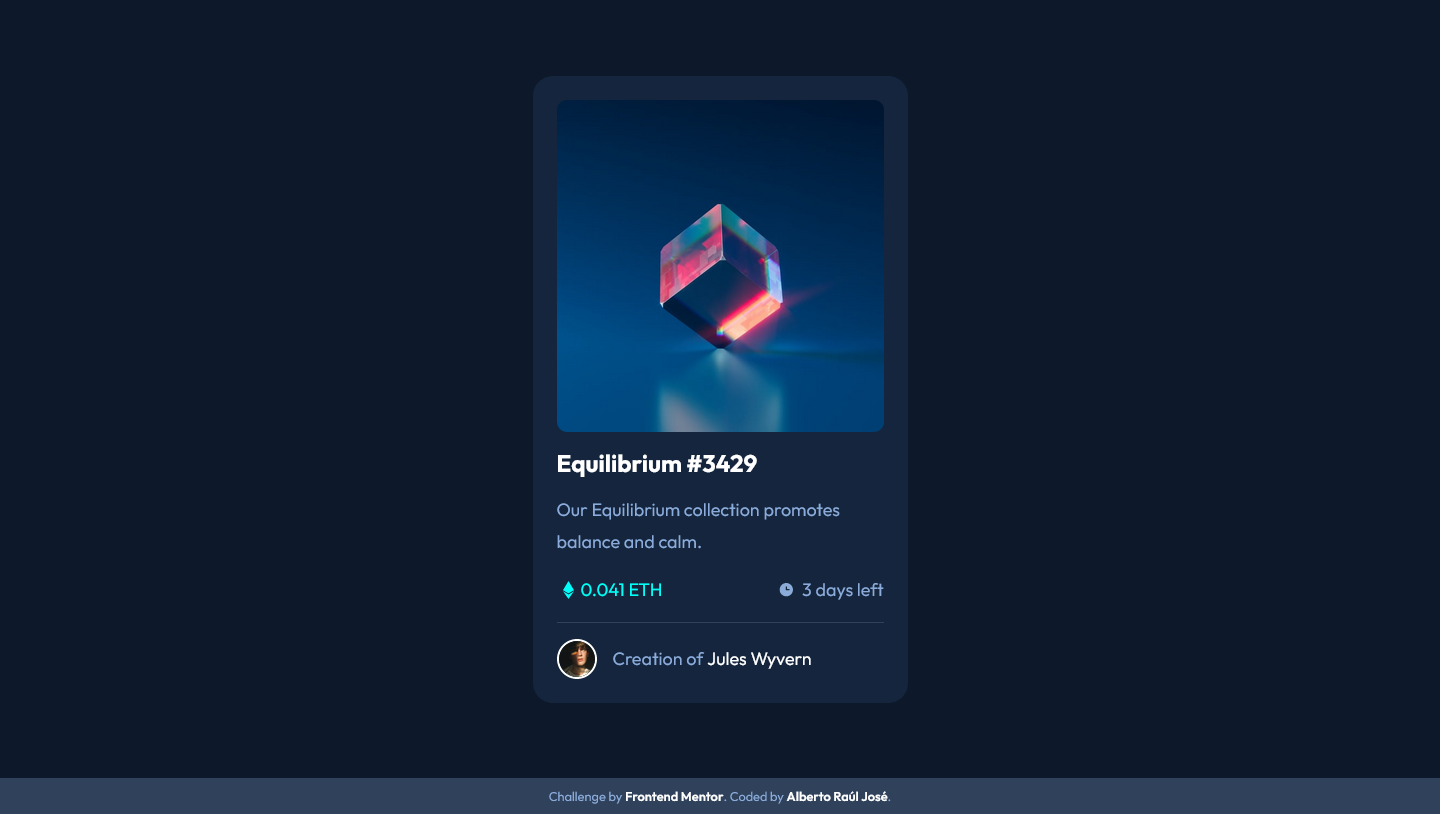 Equilibrium #3429
Our Equilibrium collection promotes
balance and calm.
0.041 ETH
3 days left
Creation of Jules Wyvern
Challenge by Frontend Mentor. Coded by Alberto Raúl José.